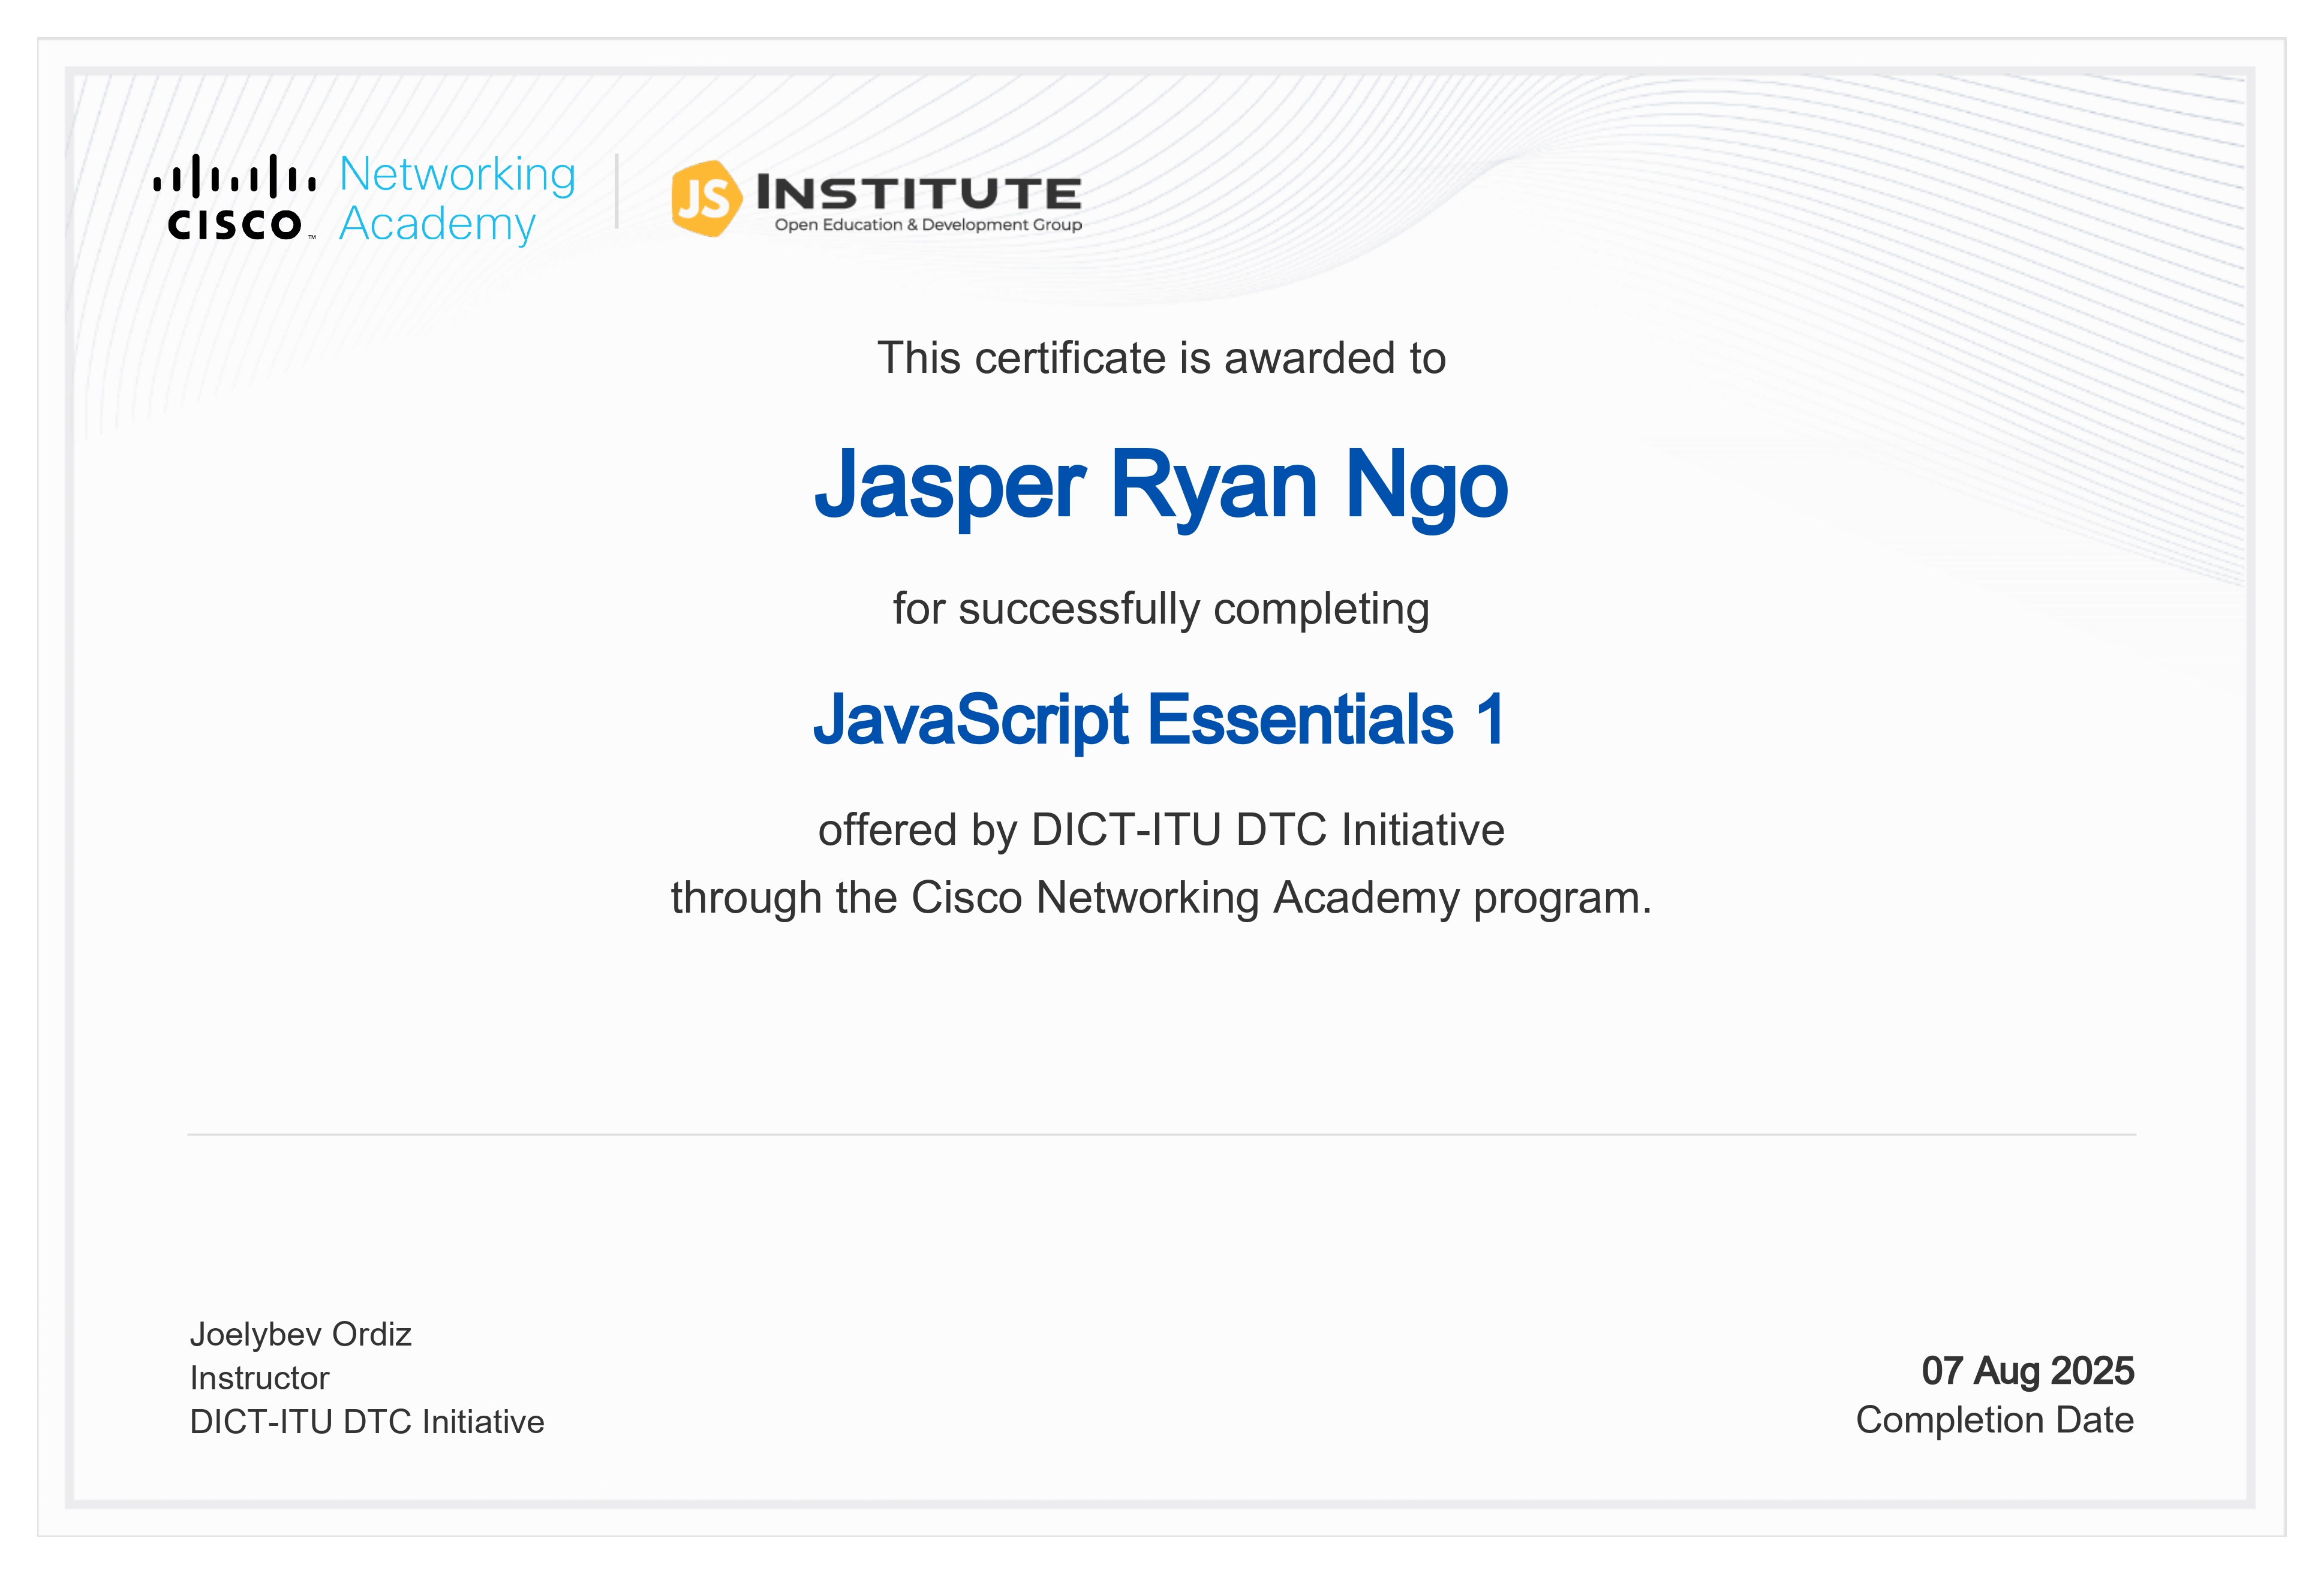 CISCO™ Networking Academy
JS INSTITUTE
Open Education & Development Group
This certificate is awarded to
Jasper Ryan Ngo
for successfully completing
JavaScript Essentials 1
offered by DICT-ITU DTC Initiative
through the Cisco Networking Academy program.
Joelybev Ordiz
Instructor
DICT-ITU DTC Initiative
07 Aug 2025
Completion Date